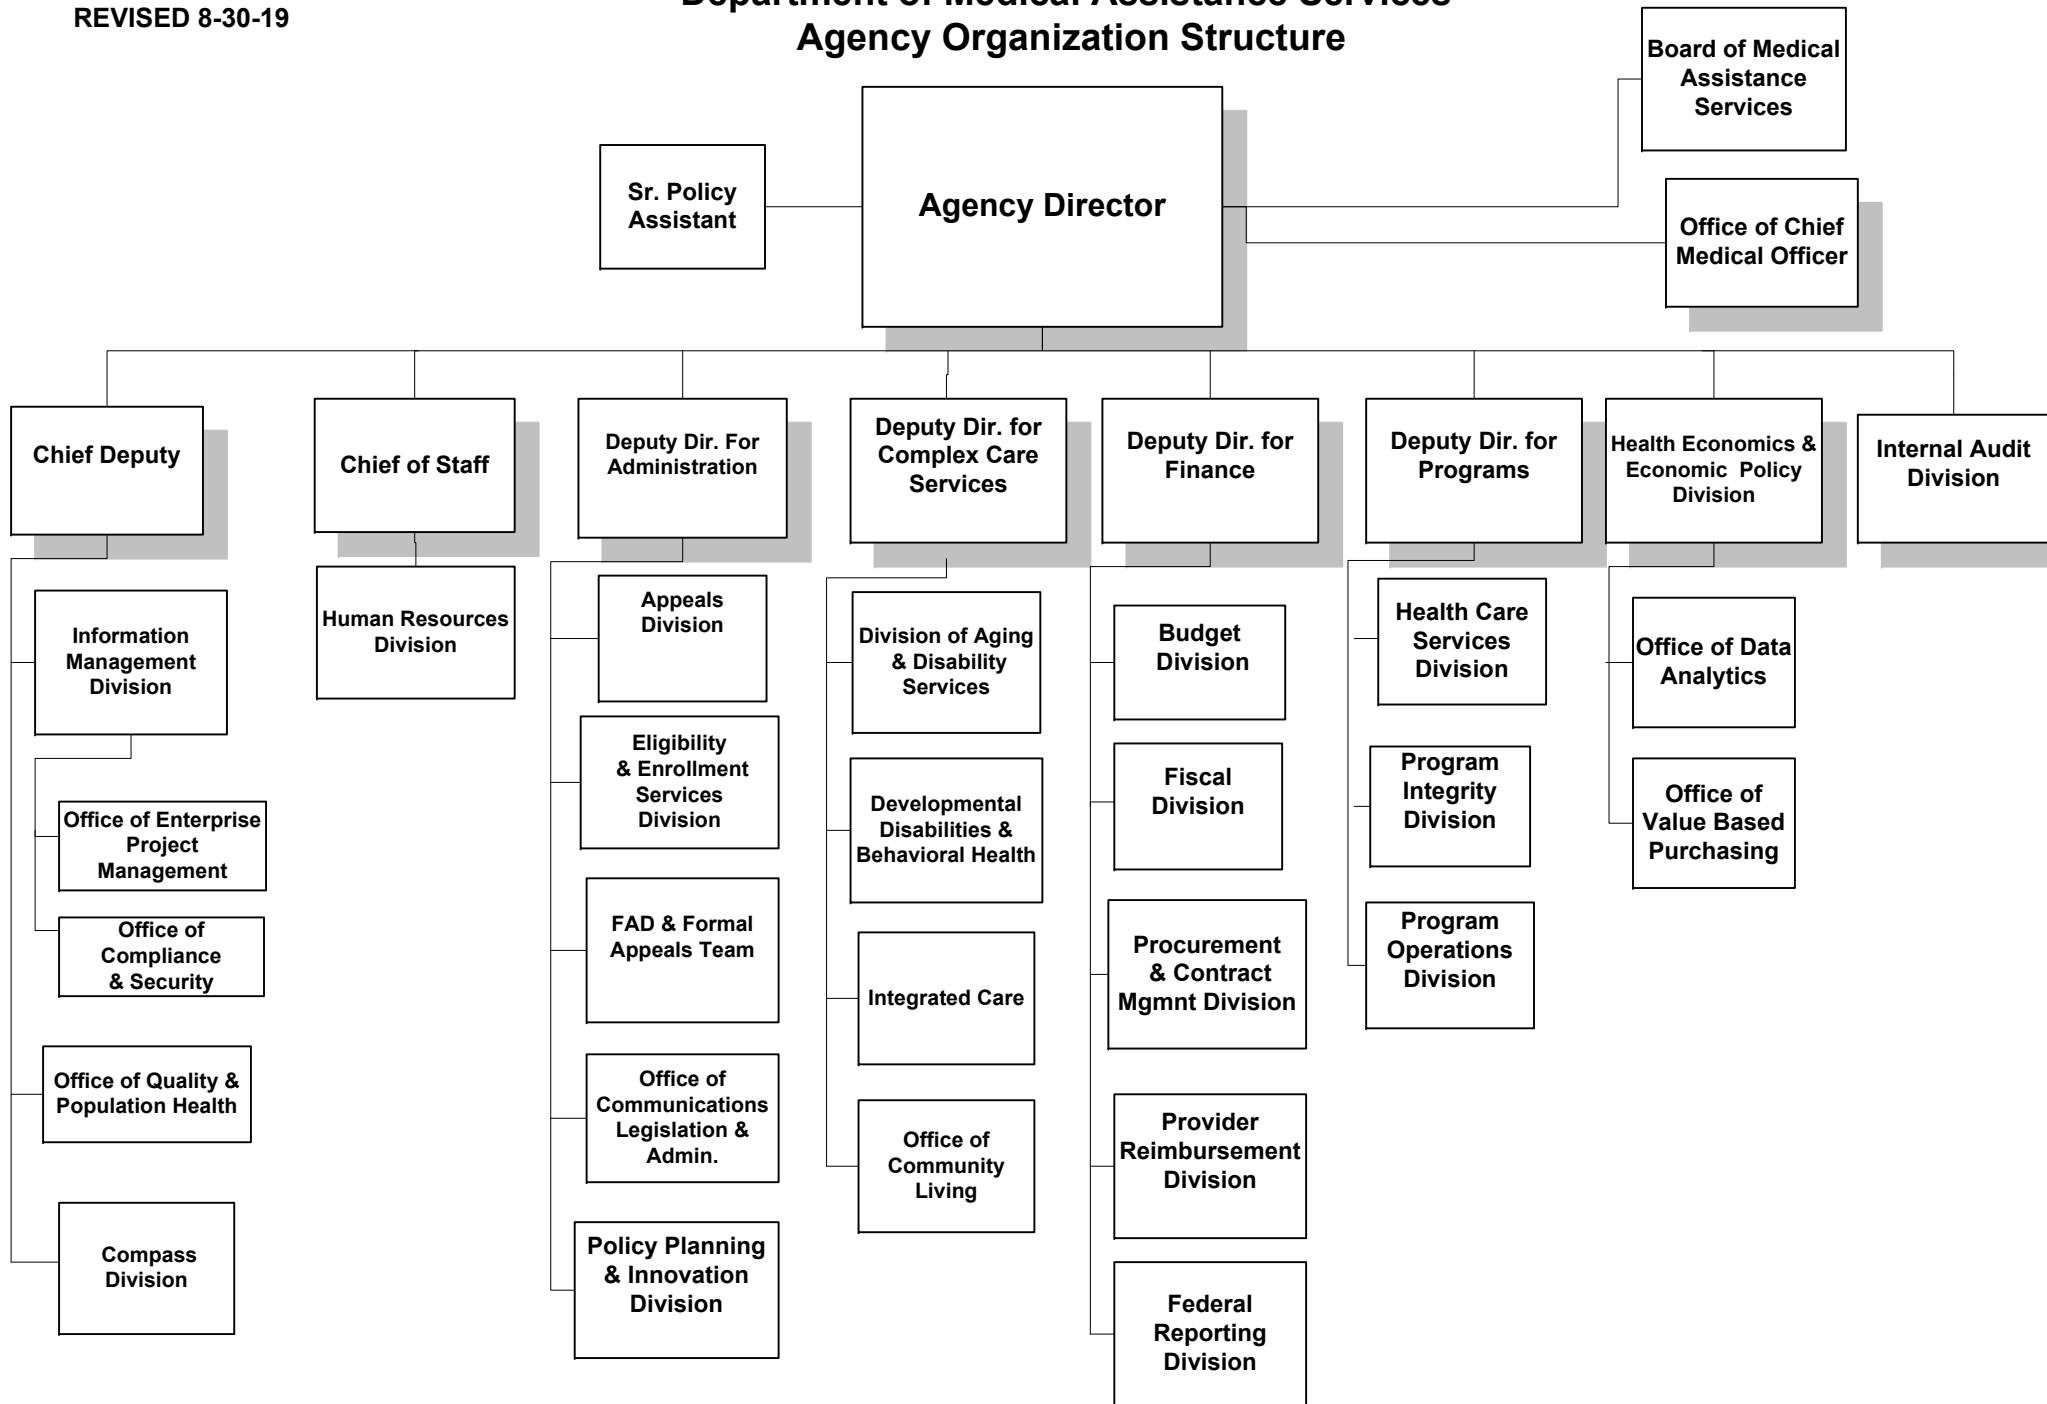 REVISED 8-30-19
Department of Medical Assistance Services
Agency Organization Structure
Board of Medical
Assistance
Services
Sr. Policy
Assistant
Agency Director
Office of Chief
Medical Officer
Chief Deputy
Chief of Staff
Deputy Dir. For
Administration
Deputy Dir. for
Complex Care
Services
Deputy Dir. for
Finance
Deputy Dir. for
Programs
Health Economics &
Economic Policy
Division
Internal Audit
Division
Information
Management
Division
Office of Enterprise
Project
Management
Office of
Compliance
& Security
Office of Quality &
Population Health
Compass
Division
Human Resources
Division
Appeals
Division
Eligibility
& Enrollment
Services
Division
FAD & Formal
Appeals Team
Office of
Communications
Legislation &
Admin.
Policy Planning
& Innovation
Division
Division of Aging
& Disability
Services
Developmental
Disabilities &
Behavioral Health
Integrated Care
Office of
Community
Living
Budget
Division
Fiscal
Division
Procurement
& Contract
Mgmnt Division
Provider
Reimbursement
Division
Federal
Reporting
Division
Health Care
Services
Division
Program
Integrity
Division
Program
Operations
Division
Office of Data
Analytics
Office of
Value Based
Purchasing